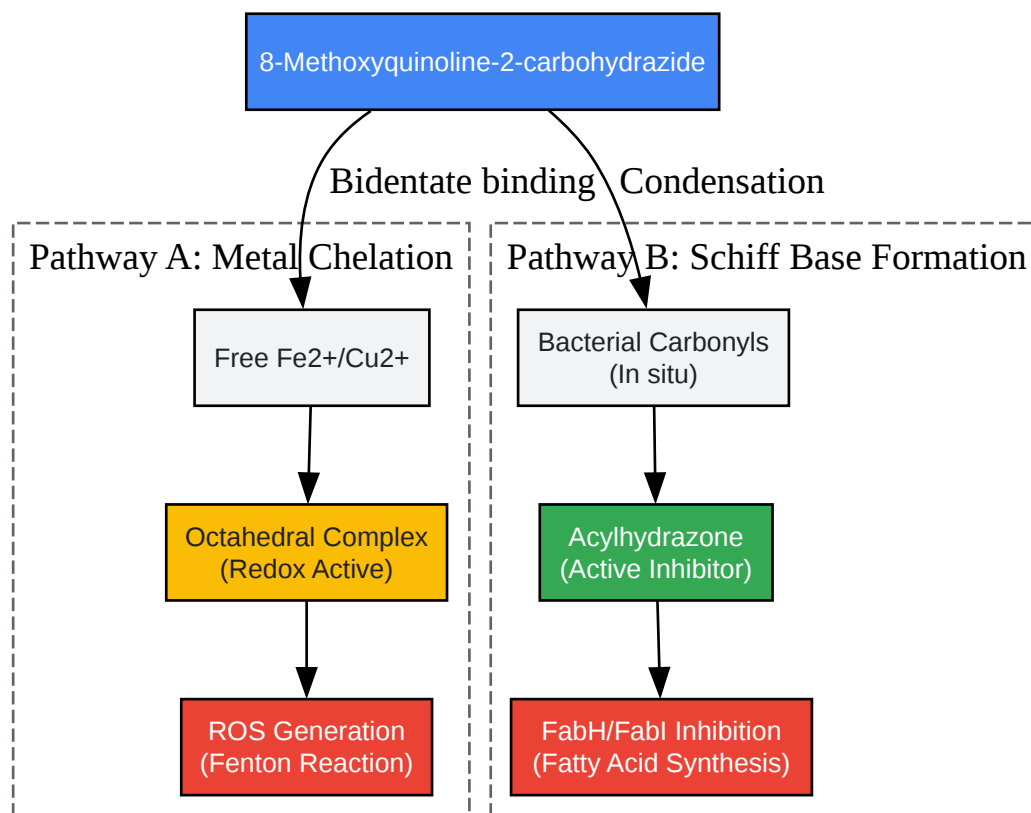 8-Methoxyquinoline-2-carbohydrazide
Bidentate binding
Condensation
Pathway A: Metal Chelation
Free Fe2+/Cu2+
Octahedral Complex
(Redox Active)
ROS Generation
(Fenton Reaction)
Pathway B: Schiff Base Formation
Bacterial Carbonyls
(In situ)
Acylhydrazone
(Active Inhibitor)
FabH/FabI Inhibition
(Fatty Acid Synthesis)